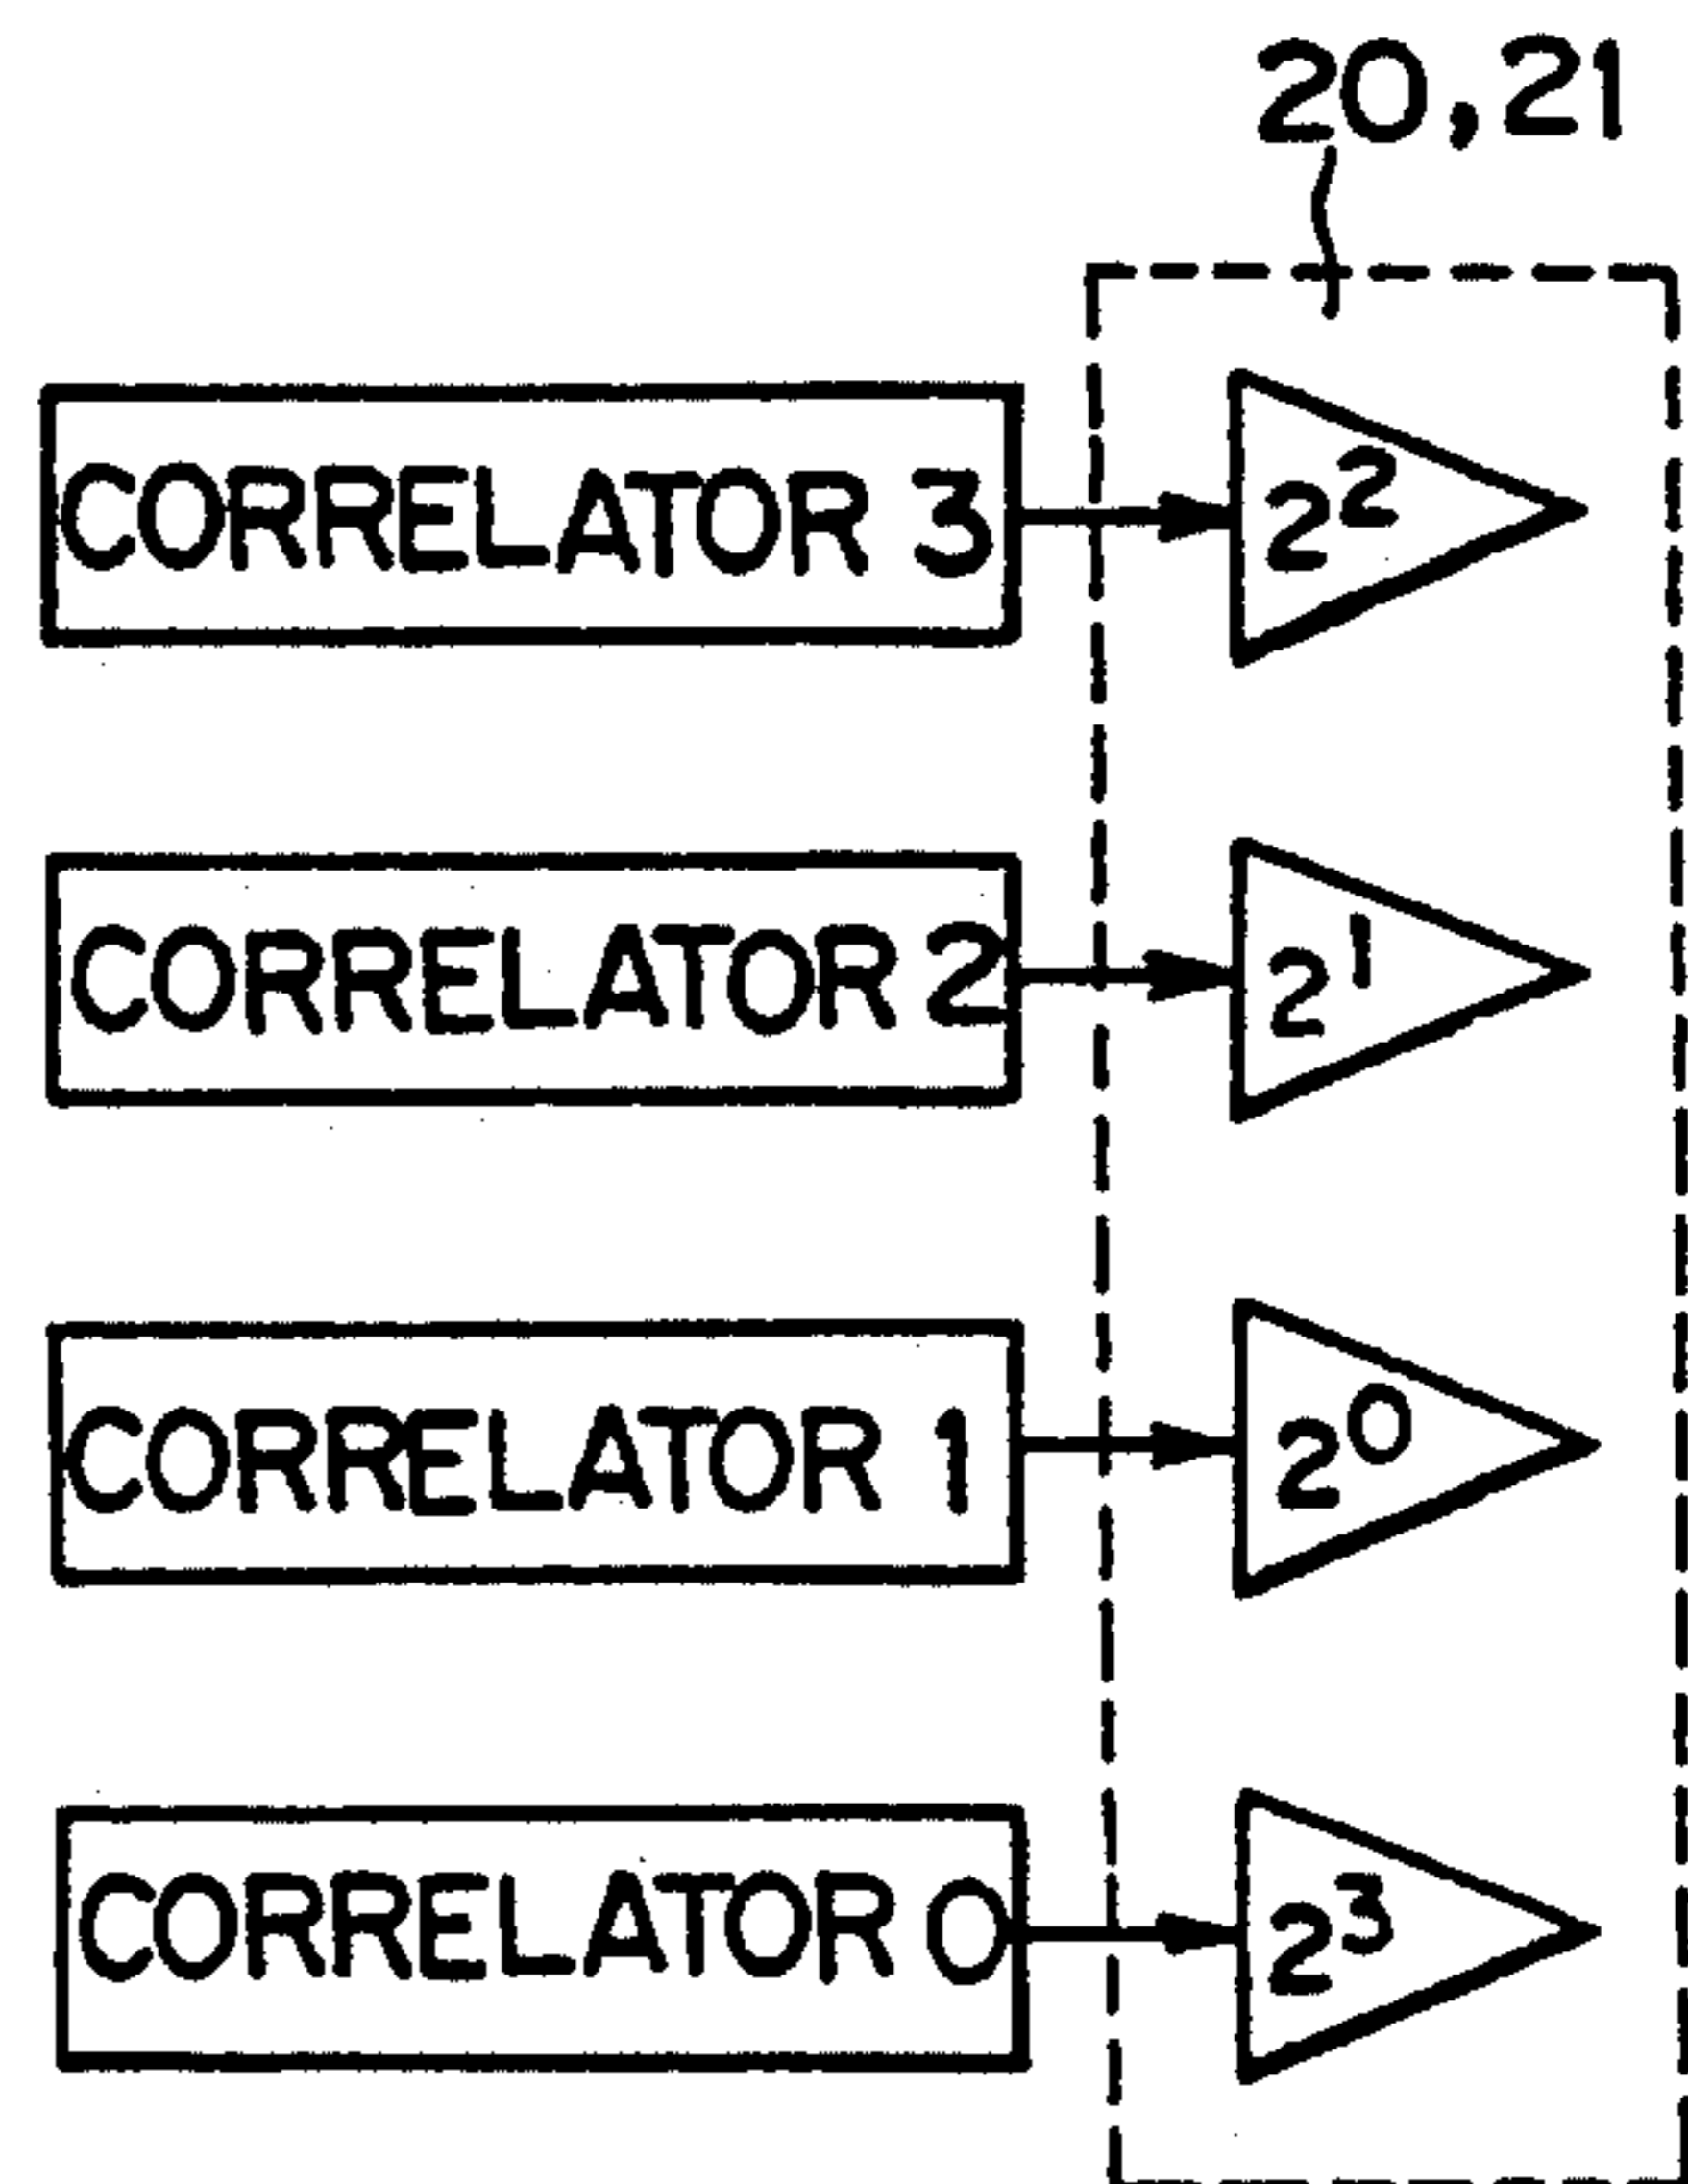 20,21
CORRELATOR 3
2²
CORRELATOR 2
2¹
CORRELATOR 1
2⁰
CORRELATOR 0
2³